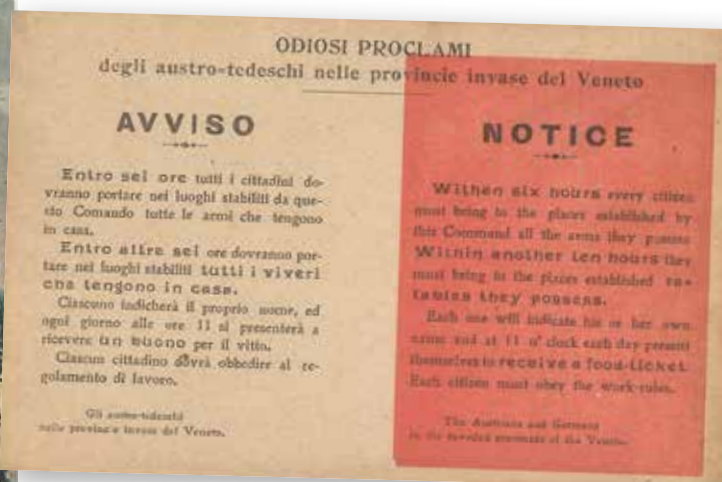 ODIOSI PROCLAMI
degli austro-tedeschi nelle provincie invase del Veneto
AVVISO
Entro sei ore tutti i cittadini do-
vranno portare nei luoghi stabiliti da que-
sto Comando tutte le armi che tengono
in casa.
Entro altre sei ore dovranno por-
tare nei luoghi stabiliti tutti i viveri
che tengono in casa.
Ciascuno indicherà il proprio nome, ed
ogni giorno alle ore 11 si presenterà a
ricevere un buono per il vitto.
Ciascun cittadino dovrà obbedire al re-
golamento di lavoro.
Gli austro-tedeschi
nelle provincie invase del Veneto.
NOTICE
Withen six hours every citizen
must bring to the places established by
this Command all the arms they possess
Within another ten hours they
must bring to the places established
they possess.
Each one will indicate his or her own
and at 11 o' clock each day present
themselves to receive a food-ticket
Each citizen must obey the work-rules.
The Austrians and Germans
in the invaded of the Veneto.